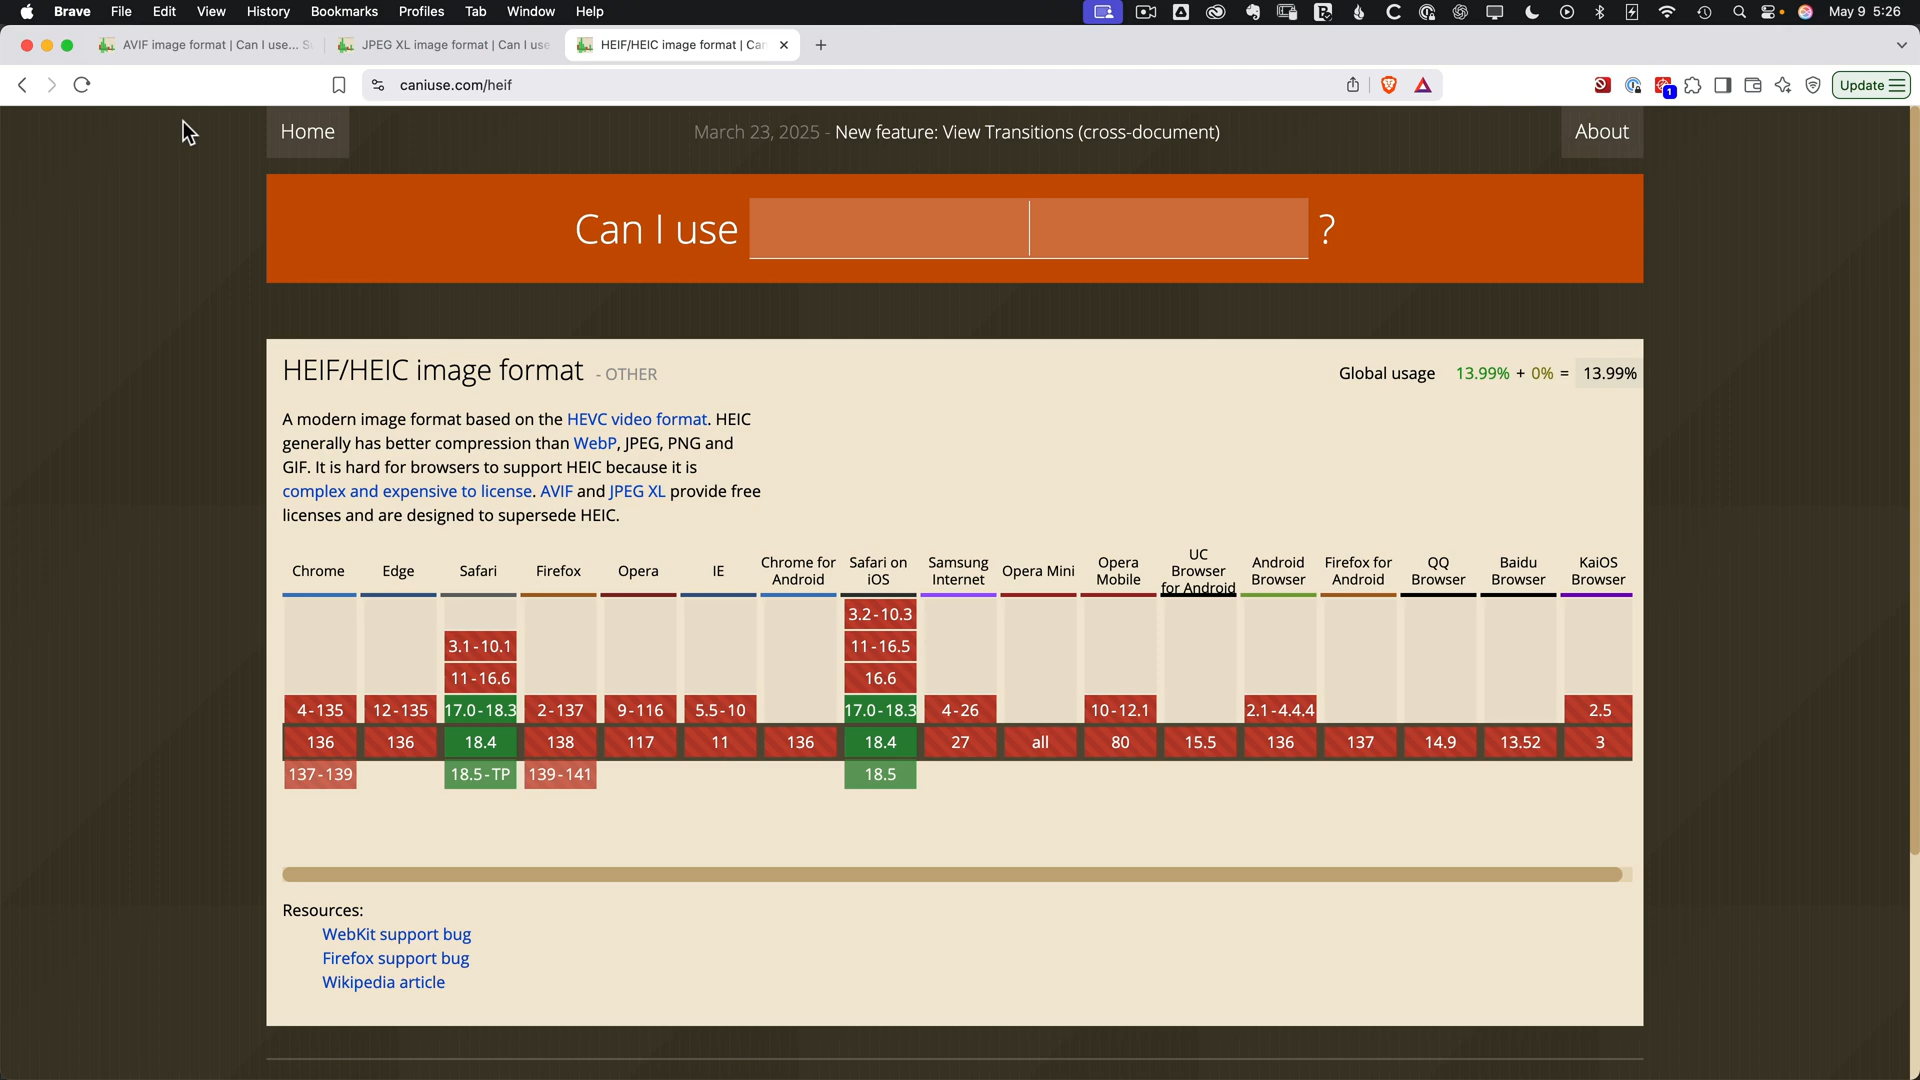 Brave File Edit View History Bookmarks Profiles Tab Window Help May 9 5:26
AVIF image format | Can I use...
JPEG XL image format | Can I use
HEIF/HEIC image format | Can
caniuse.com/heif
1
Update
Home
March 23, 2025 - New feature: View Transitions (cross-document)
About
Can I use ?
HEIF/HEIC image format - OTHER
Global usage 13.99% + 0% = 13.99%
A modern image format based on the HEVC video format. HEIC
generally has better compression than WebP, JPEG, PNG and
GIF. It is hard for browsers to support HEIC because it is
complex and expensive to license. AVIF and JPEG XL provide free
licenses and are designed to supersede HEIC.
Chrome Edge Safari Firefox Opera IE Chrome for Android Safari on iOS Samsung Internet Opera Mini Opera Mobile UC Browser for Android Android Browser Firefox for Android QQ Browser Baidu Browser KaiOS Browser
3.2-10.3
3.1-10.1 11-16.5
11-16.6 16.6
4-135 12-135 17.0-18.3 2-137 9-116 5.5-10 17.0-18.3 4-26 10-12.1 2.1-4.4.4 2.5
136 136 18.4 138 117 11 136 18.4 27 all 80 15.5 136 137 14.9 13.52 3
137-139 18.5-TP 139-141 18.5
Resources:
WebKit support bug
Firefox support bug
Wikipedia article